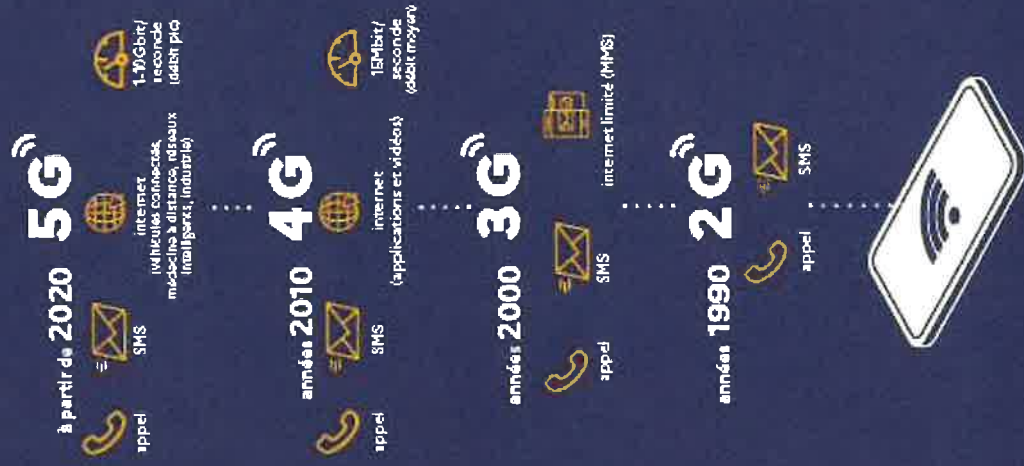 à partir de 2020 5G
appel
SMS
internet
(véhicules connectés,
médecine à distance, réseaux
intelligents, industrie)
1-10Gbit/
seconde
(débit pic)
années 2010 4G
appel
SMS
internet
(applications et vidéos)
15Mbit/
seconde
(débit moyen)
années 2000 3G
appel
SMS
internet limité (MMS)
années 1990 2G
appel
SMS